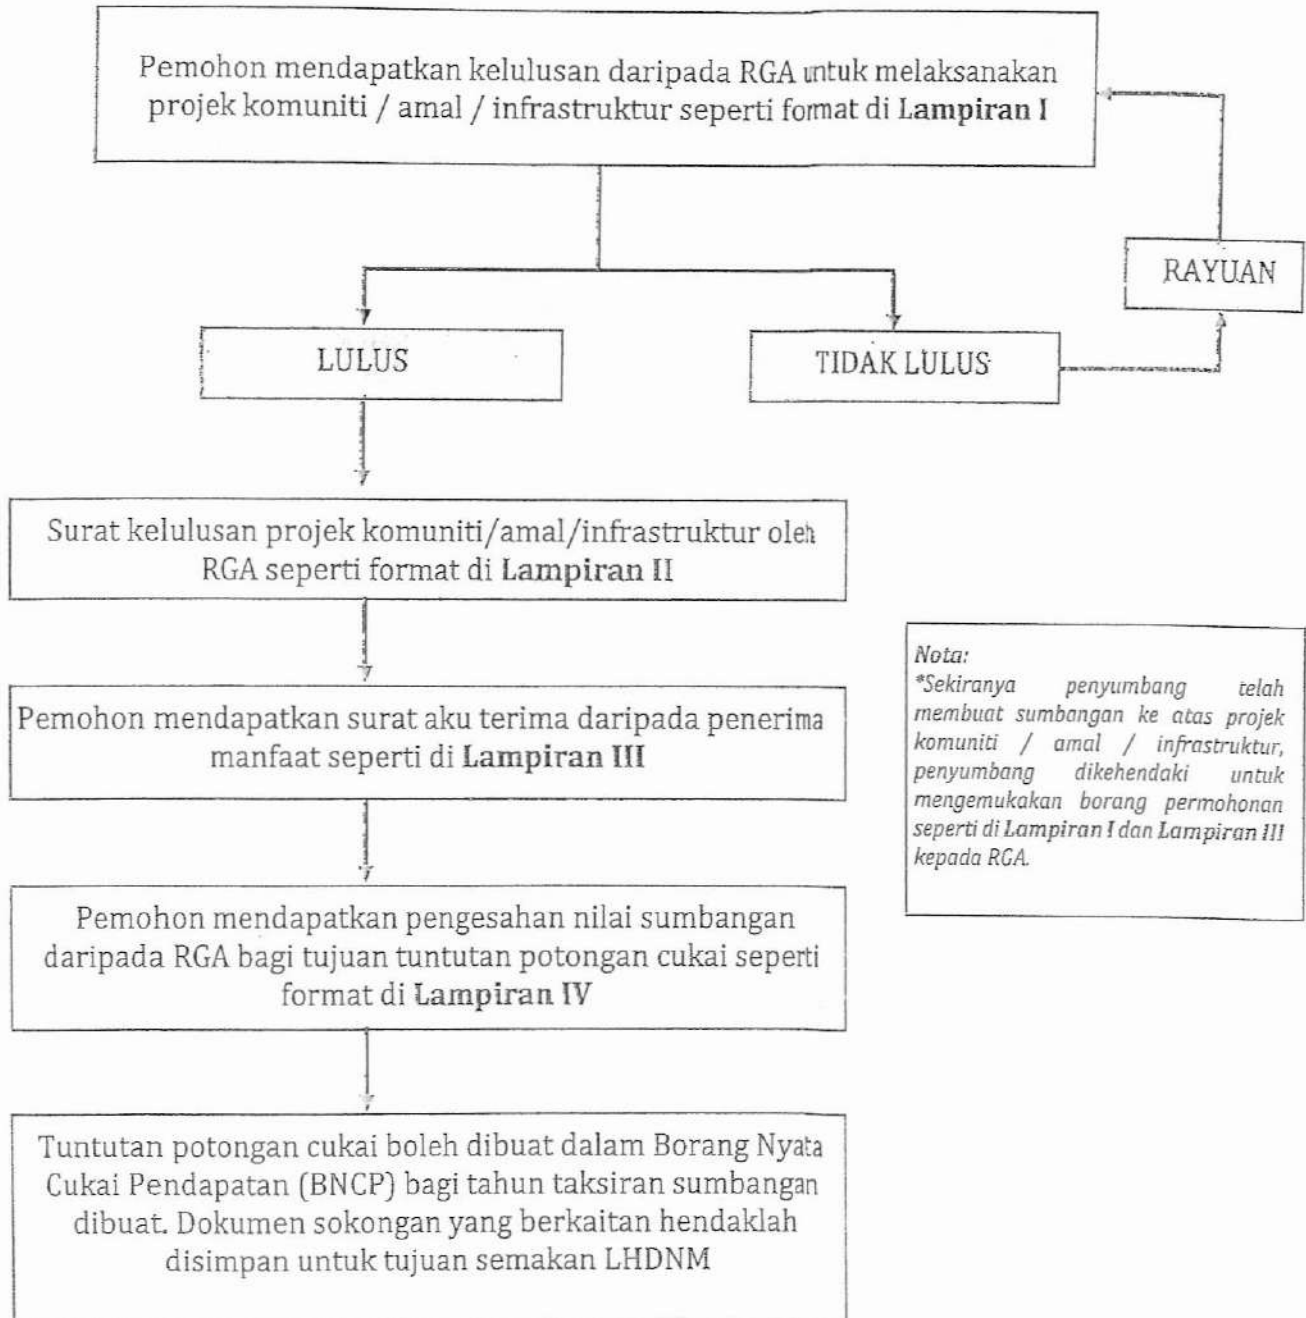 Pemohon mendapatkan kelulusan daripada RGA untuk melaksanakan
projek komuniti / amal / infrastruktur seperti format di Lampiran I
RAYUAN
LULUS
TIDAK LULUS
Surat kelulusan projek komuniti/amal/infrastruktur oleh
RGA seperti format di Lampiran II
Pemohon mendapatkan surat aku terima daripada penerima
manfaat seperti di Lampiran III
Pemohon mendapatkan pengesahan nilai sumbangan
daripada RGA bagi tujuan tuntutan potongan cukai seperti
format di Lampiran IV
Tuntutan potongan cukai boleh dibuat dalam Borang Nyata
Cukai Pendapatan (BNCP) bagi tahun taksiran sumbangan
dibuat. Dokumen sokongan yang berkaitan hendaklah
disimpan untuk tujuan semakan LHDNM
Nota:
*Sekiranya penyumbang telah
membuat sumbangan ke atas projek
komuniti / amal / infrastruktur,
penyumbang dikehendaki untuk
mengemukakan borang permohonan
seperti di Lampiran I dan Lampiran III
kepada RGA.